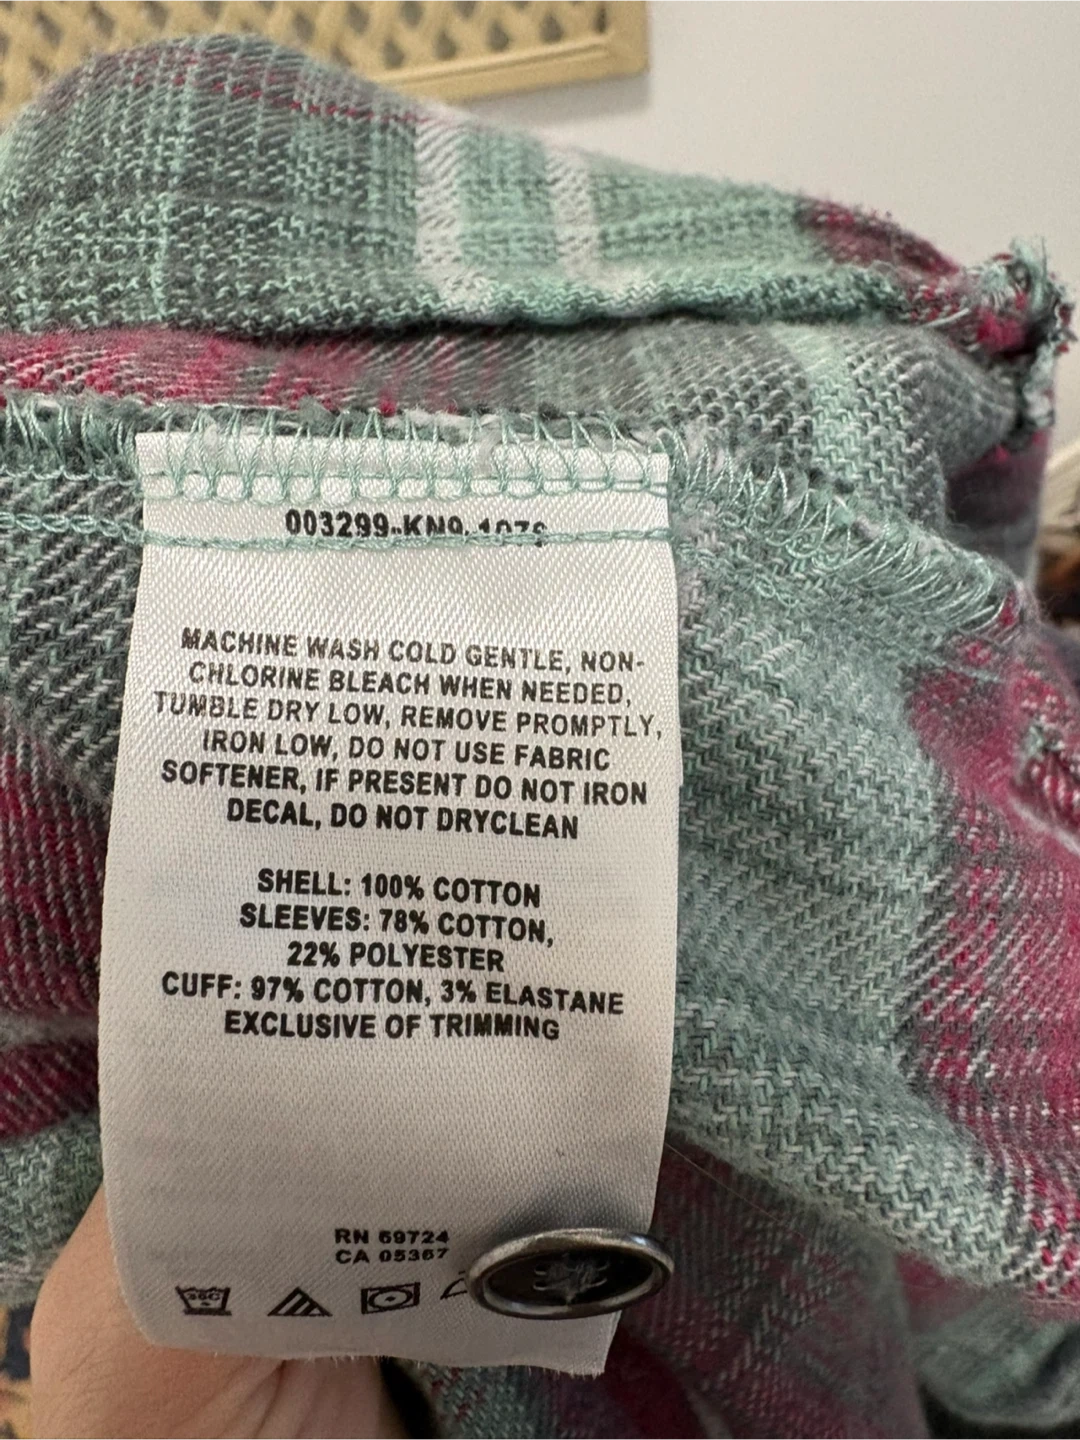 003299-KN9
MACHINE WASH COLD GENTLE, NON-
CHLORINE BLEACH WHEN NEEDED,
TUMBLE DRY LOW, REMOVE PROMPTLY,
IRON LOW, DO NOT USE FABRIC
SOFTENER, IF PRESENT DO NOT IRON
DECAL, DO NOT DRYCLEAN
SHELL: 100% COTTON
SLEEVES: 78% COTTON,
22% POLYESTER
CUFF: 97% COTTON, 3% ELASTANE
EXCLUSIVE OF TRIMMING
RN 69724
CA 05367
30C